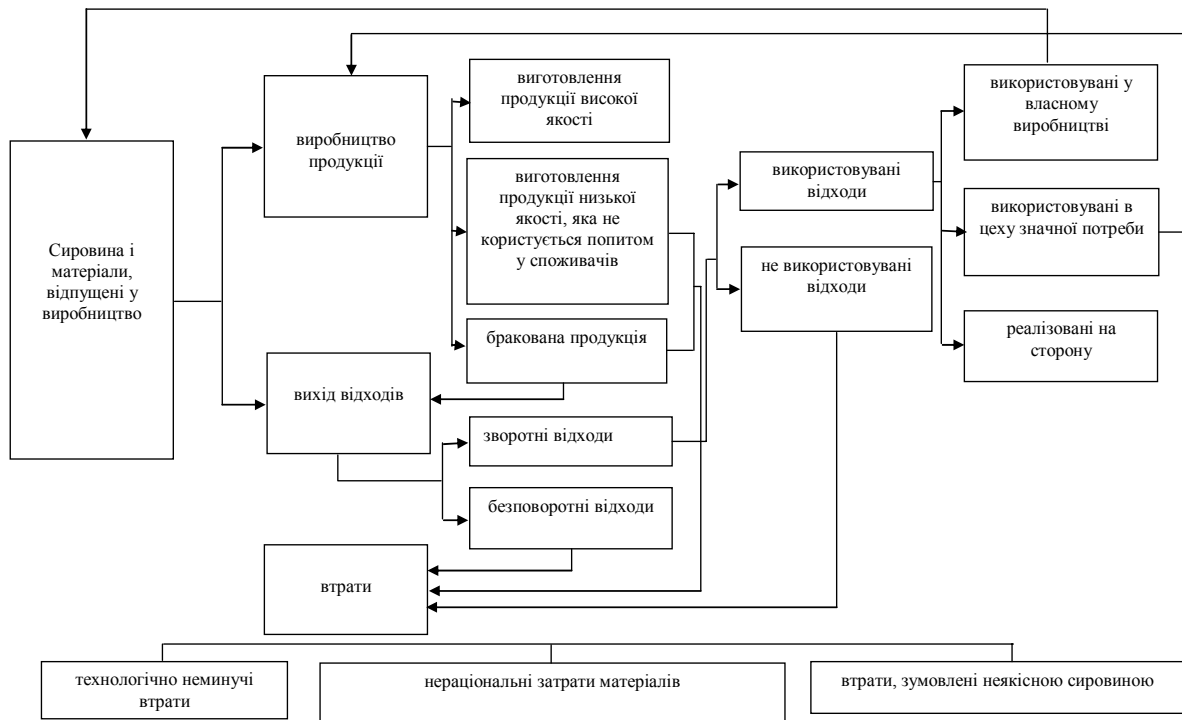 Сировина і
матеріали,
відпущені у
виробництво
виробництво
продукції
вихід відходів
втрати
виготовлення
продукції високої
якості
виготовлення
продукції низької
якості, яка не
користується попитом
у споживачів
бракована продукція
зворотні відходи
безповоротні відходи
використовувані
відходи
не використовувані
відходи
використовувані у
власному
виробництві
використовувані в
цеху значної потреби
реалізовані на
сторону
технологічно неминучі
втрати
нераціональні затрати матеріалів
втрати, зумовлені неякісною сировиною